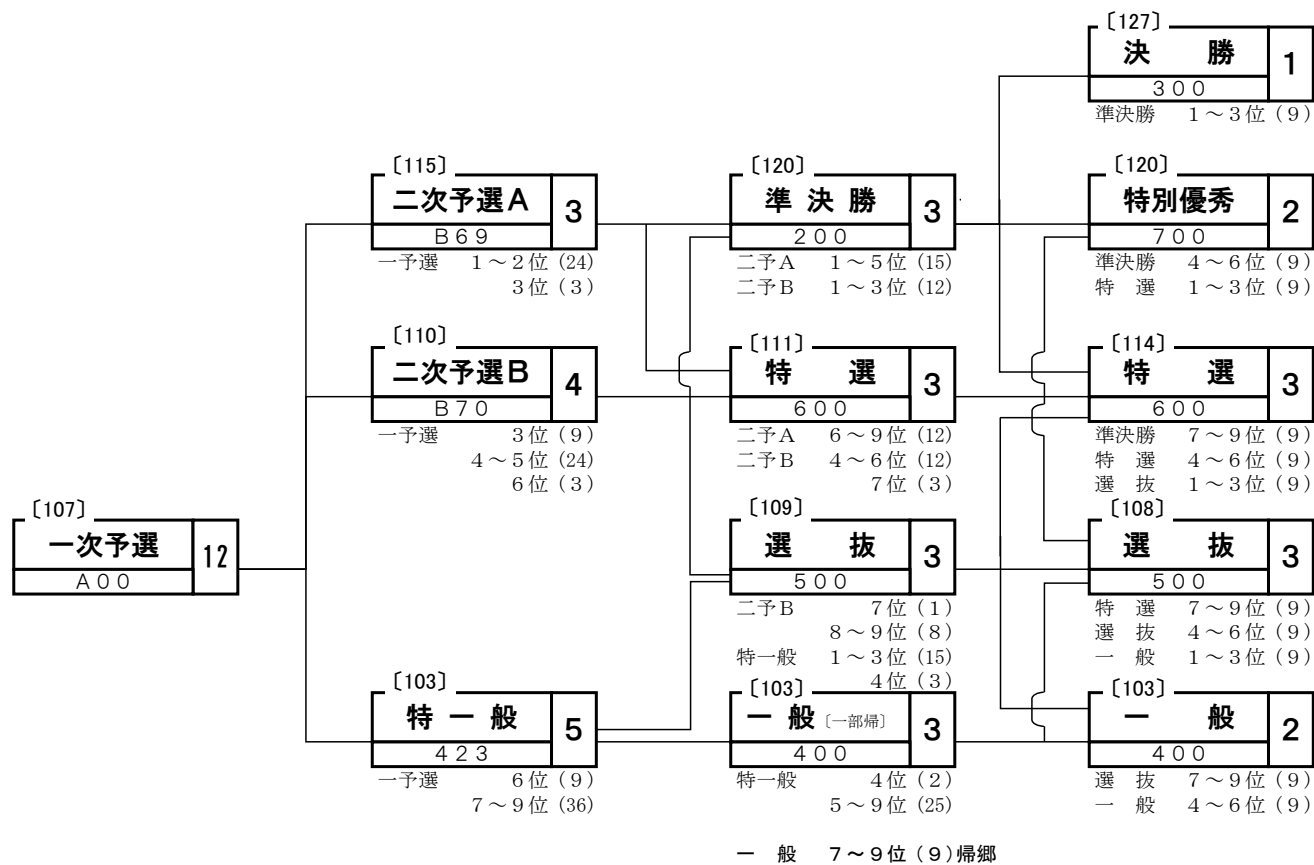 〔107〕
一次予選 12
A00
〔115〕
二次予選A 3
B69
一予選 1～2位 (24)
3位 (3)
〔110〕
二次予選B 4
B70
一予選 3位 (9)
4～5位 (24)
6位 (3)
〔103〕
特一般 5
423
一予選 6位 (9)
7～9位 (36)
〔120〕
準決勝 3
200
二予A 1～5位 (15)
二予B 1～3位 (12)
〔111〕
特選 3
600
二予A 6～9位 (12)
二予B 4～6位 (12)
7位 (3)
〔109〕
選抜 3
500
二予B 7位 (1)
8～9位 (8)
特一般 1～3位 (15)
4位 (3)
〔103〕
一般〔一部帰〕 3
400
特一般 4位 (2)
5～9位 (25)
一般 7～9位 (9)帰郷
〔127〕
決勝 1
300
準決勝 1～3位 (9)
〔120〕
特別優秀 2
700
準決勝 4～6位 (9)
特選 1～3位 (9)
〔114〕
特選 3
600
準決勝 7～9位 (9)
特選 4～6位 (9)
選抜 1～3位 (9)
〔108〕
選抜 3
500
特選 7～9位 (9)
選抜 4～6位 (9)
一般 1～3位 (9)
〔103〕
一般 2
400
選抜 7～9位 (9)
一般 4～6位 (9)